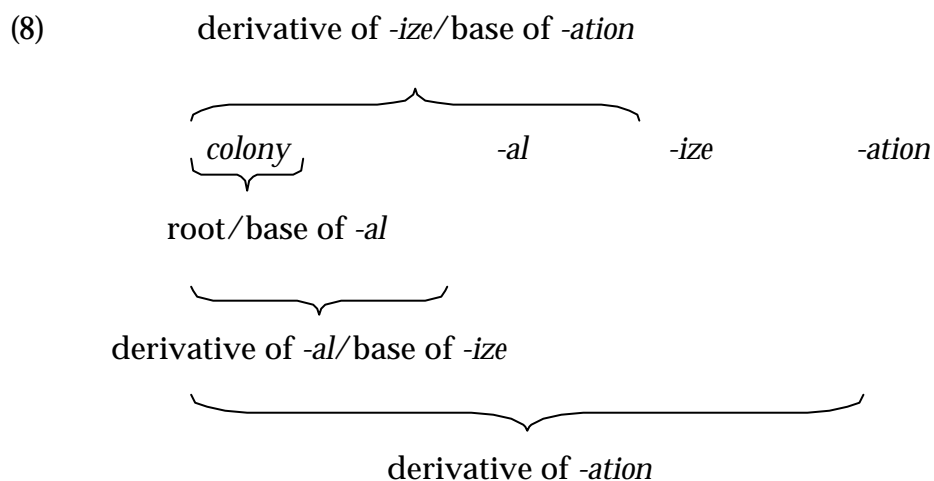 (8) derivative of -ize/base of -ation
colony -al -ize -ation
root/base of -al
derivative of -al/base of -ize
derivative of -ation